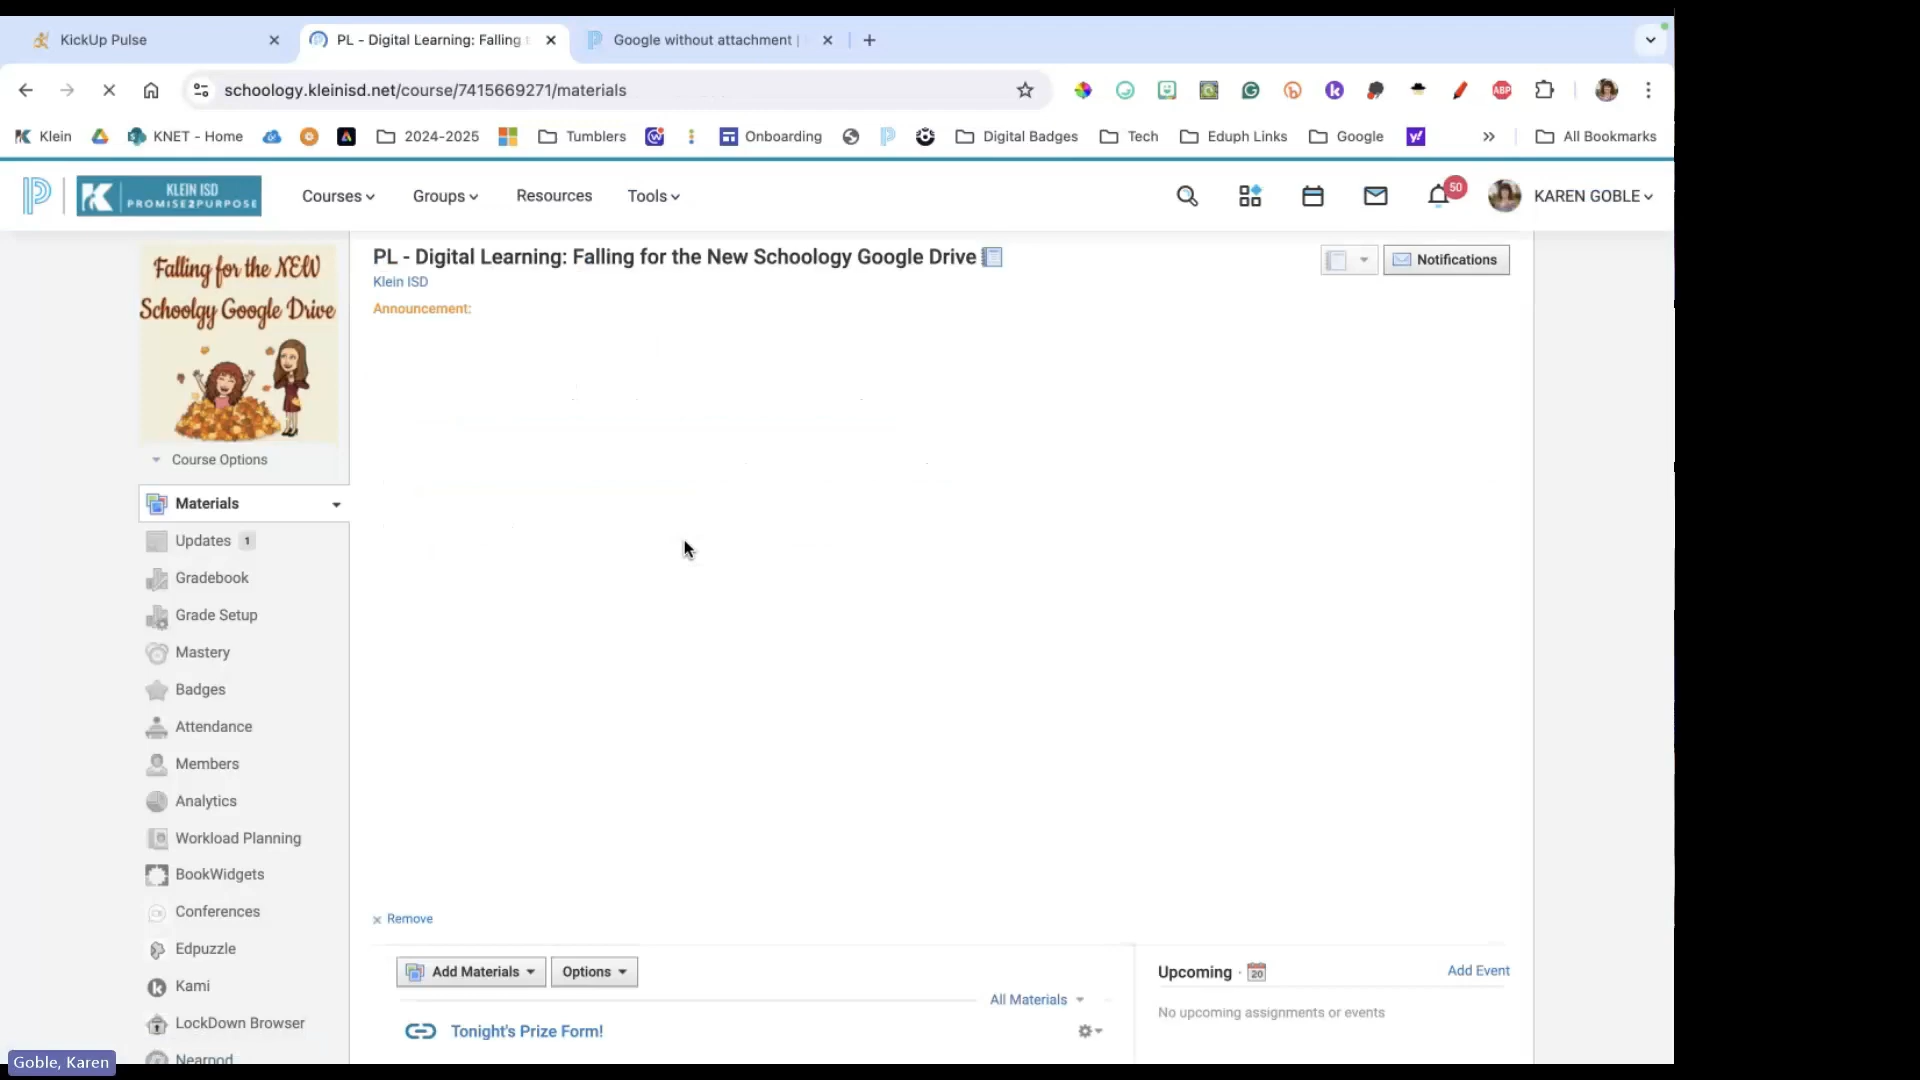 KickUp Pulse
PL - Digital Learning: Falling
Google without attachment |
schoology.kleinisd.net/course/7415669271/materials
ABP
Klein
KNET - Home
2024-2025
Tumblers
Onboarding
Digital Badges
Tech
Eduph Links
Google
y!
All Bookmarks
KLEIN ISD
PROMISE2PURPOSE
Courses
Groups
Resources
Tools
50
KAREN GOBLE
Falling for the NEW
Schoolgy Google Drive
PL - Digital Learning: Falling for the New Schoology Google Drive
Notifications
Klein ISD
Announcement:
Course Options
Materials
Updates 1
Gradebook
Grade Setup
Mastery
Badges
Attendance
Members
Analytics
Workload Planning
BookWidgets
Conferences
Edpuzzle
Kami
LockDown Browser
Nearpod
Remove
Add Materials
Options
All Materials
Tonight's Prize Form!
Upcoming · 20
Add Event
No upcoming assignments or events
Goble, Karen